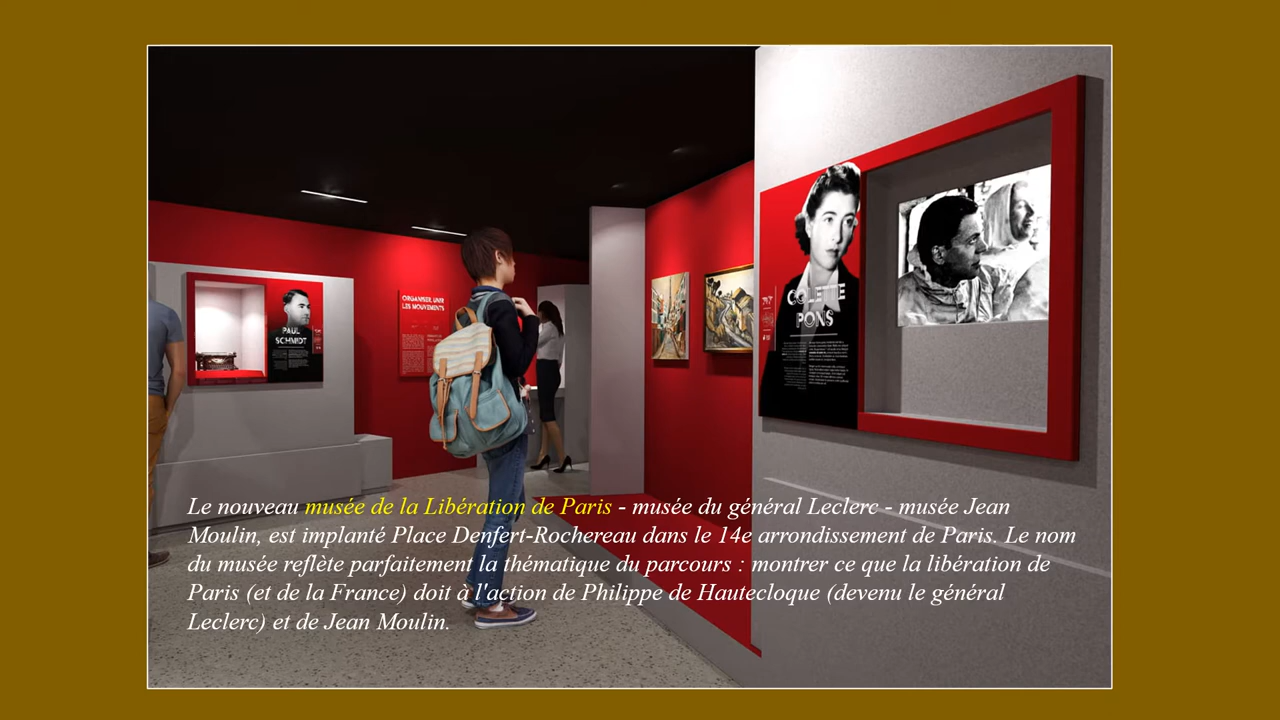 ORGANISER, UNIR
LES MOUVEMENTS
PAUL
SCHMIDT
COLETTE
PONS
Le nouveau musée de la Libération de Paris - musée du général Leclerc - musée Jean
Moulin, est implanté Place Denfert-Rochereau dans le 14e arrondissement de Paris. Le nom
du musée reflète parfaitement la thématique du parcours : montrer ce que la libération de
Paris (et de la France) doit à l'action de Philippe de Hautecloque (devenu le général
Leclerc) et de Jean Moulin.